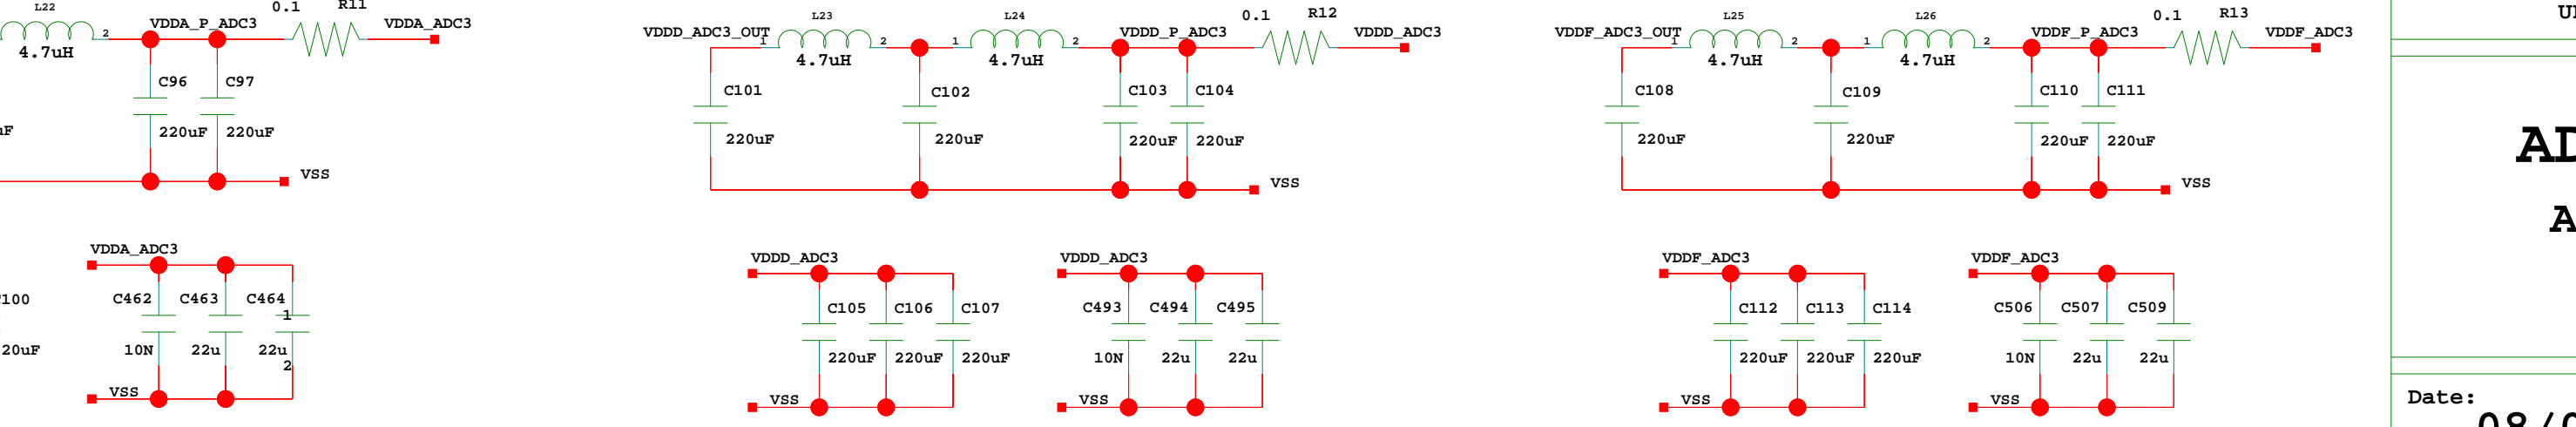 L22
0.1
R11
VDDA_P_ADC3
VDDA_ADC3
2
4.7uH
C96
C97
220uF
220uF
VSS
L23
L24
0.1
R12
VDDD_ADC3_OUT
1
2
1
2
VDDD_P_ADC3
VDDD_ADC3
4.7uH
4.7uH
C101
C102
C103
C104
220uF
220uF
220uF
220uF
VSS
L25
L26
0.1
R13
VDDF_ADC3_OUT
1
2
1
2
VDDF_P_ADC3
VDDF_ADC3
4.7uH
4.7uH
C108
C109
C110
C111
220uF
220uF
220uF
220uF
VSS
VDDA_ADC3
C100
C462
C463
C464
1
20uF
10N
22u
22u
2
VSS
VDDD_ADC3
C105
C106
C107
220uF
220uF
220uF
VSS
VDDD_ADC3
C493
C494
C495
10N
22u
22u
VSS
VDDF_ADC3
C112
C113
C114
220uF
220uF
220uF
VSS
VDDF_ADC3
C506
C507
C509
10N
22u
22u
VSS
AD
A
Date:
08/0